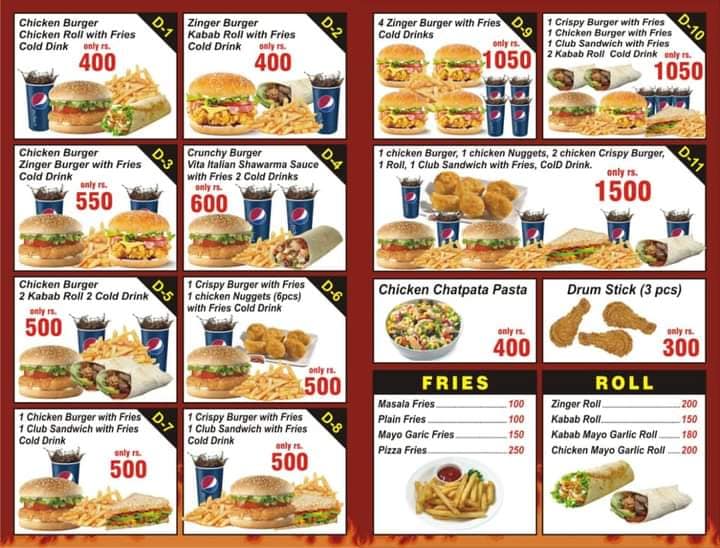 Chicken Burger
Chicken Roll with Fries
Cold Dink
only rs.
400
D-1
Zinger Burger
Kabab Roll with Fries
Cold Drink
only rs.
400
D-2
Chicken Burger
Zinger Burger with Fries
Cold Drink
only rs.
550
D-3
Crunchy Burger
Vita Italian Shawarma Sauce
with Fries 2 Cold Drinks
only rs.
600
D-4
Chicken Burger
2 Kabab Roll 2 Cold Drink
only rs.
500
D-5
1 Crispy Burger with Fries
1 chicken Nuggets (6pcs)
with Fries Cold Drink
only rs.
500
D-6
1 Chicken Burger with Fries
1 Club Sandwich with Fries
Cold Drink
only rs.
500
D-7
1 Crispy Burger with Fries
1 Club Sandwich with Fries
Cold Drink
only rs.
500
D-8
4 Zinger Burger with Fries
Cold Drinks
only rs.
1050
D-9
1 Crispy Burger with Fries
1 Chicken Burger with Fries
1 Club Sandwich with Fries
2 Kabab Roll Cold Drink
only rs.
1050
D-10
1 chicken Burger, 1 chicken Nuggets, 2 chicken Crispy Burger,
1 Roll, 1 Club Sandwich with Fries, ColD Drink.
only rs.
1500
D-11
Chicken Chatpata Pasta
only rs.
400
Drum Stick (3 pcs)
only rs.
300
FRIES
Masala Fries 100
Plain Fries 100
Mayo Garic Fries 150
Pizza Fries 250
ROLL
Zinger Roll 200
Kabab Roll 150
Kabab Mayo Garlic Roll 180
Chicken Mayo Garlic Roll 200